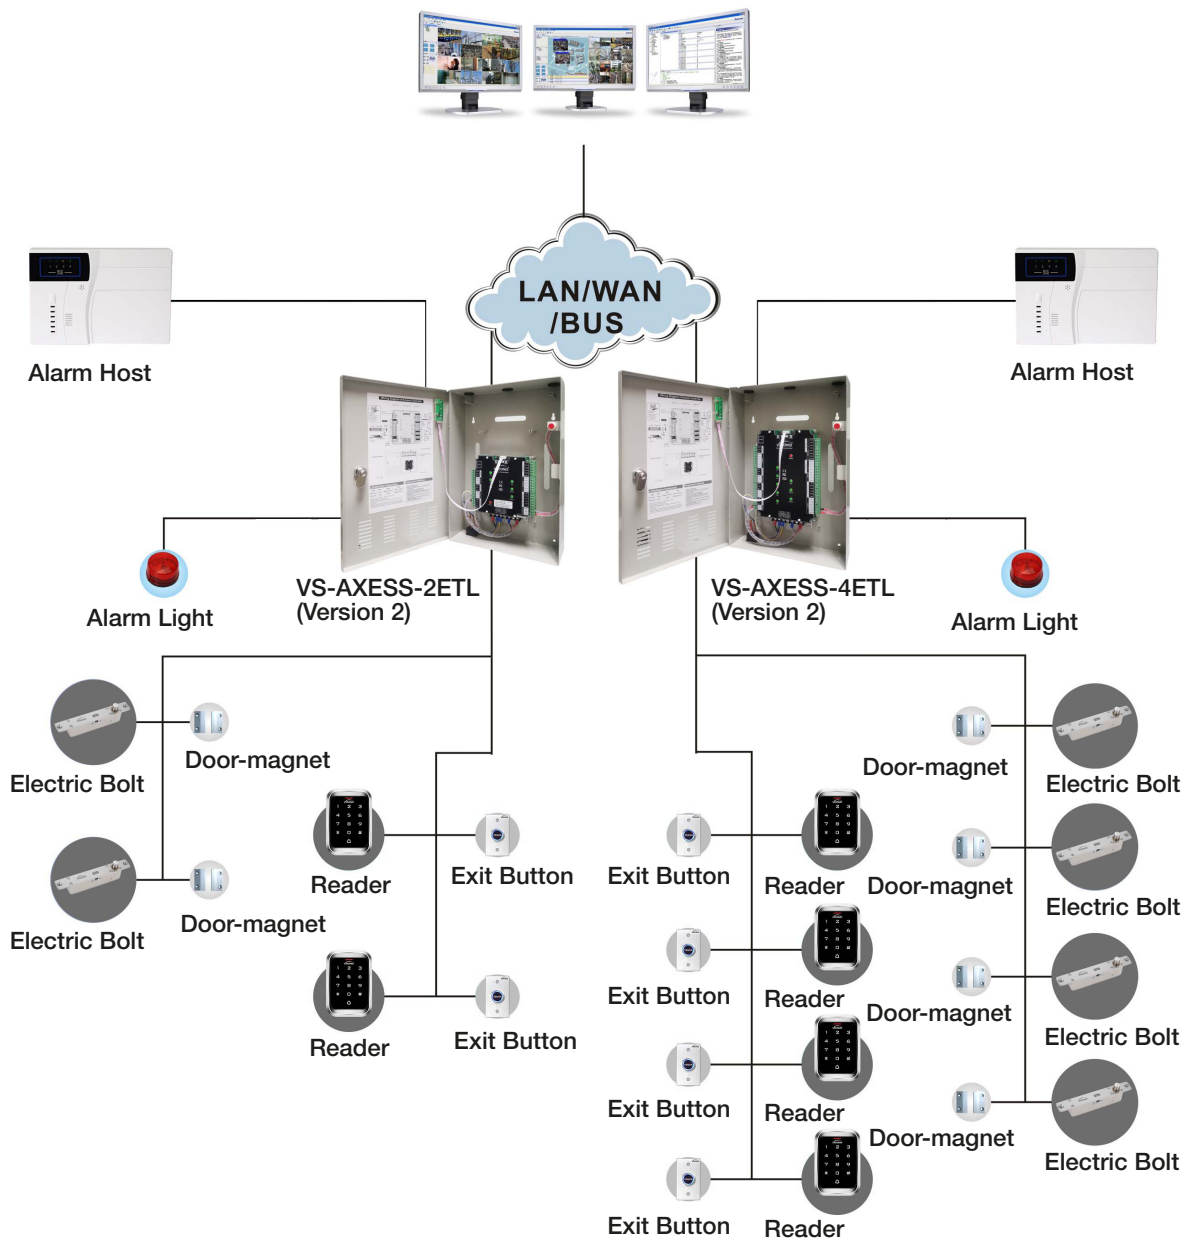 LAN/WAN
/BUS
Alarm Host
Alarm Host
VS-AXESS-2ETL
(Version 2)
VS-AXESS-4ETL
(Version 2)
Alarm Light
Alarm Light
Electric Bolt
Door-magnet
Door-magnet
Electric Bolt
Reader
Exit Button
Exit Button
Reader
Door-magnet
Electric Bolt
Electric Bolt
Door-magnet
Reader
Exit Button
Exit Button
Reader
Door-magnet
Electric Bolt
Exit Button
Reader
Door-magnet
Electric Bolt
Exit Button
Reader